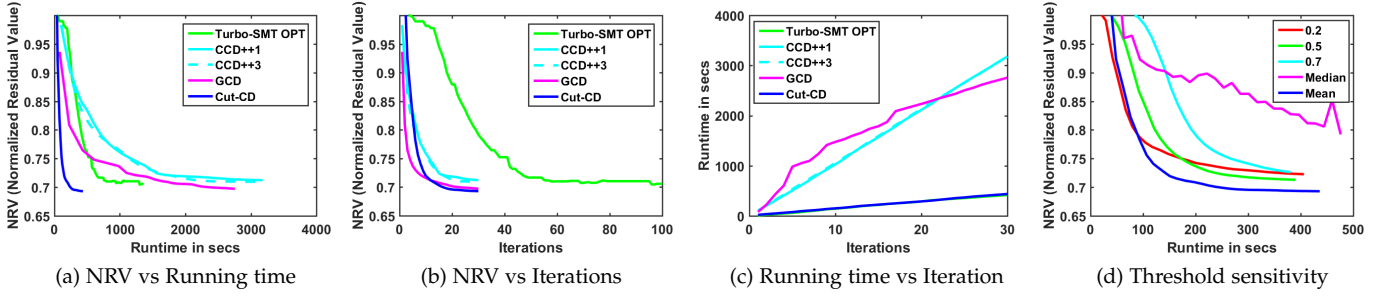 NRV (Normalized Residual Value)
0.95
0.9
0.85
0.8
0.75
0.7
0.65
0
1000
2000
3000
4000
Runtime in secs
Turbo-SMT OPT
CCD++1
CCD++3
GCD
Cut-CD
(a) NRV vs Running time
NRV (Normalized Residual Value)
0.95
0.9
0.85
0.8
0.75
0.7
0.65
0
20
40
60
80
100
Iterations
Turbo-SMT OPT
CCD++1
CCD++3
GCD
Cut-CD
(b) NRV vs Iterations
Runtime in secs
4000
3000
2000
1000
0
10
20
30
Iterations
Turbo-SMT OPT
CCD++1
CCD++3
GCD
Cut-CD
(c) Running time vs Iteration
NRV (Normalized Residual Value)
0.95
0.9
0.85
0.8
0.75
0.7
0.65
0
100
200
300
400
500
Runtime in secs
0.2
0.5
0.7
Median
Mean
(d) Threshold sensitivity